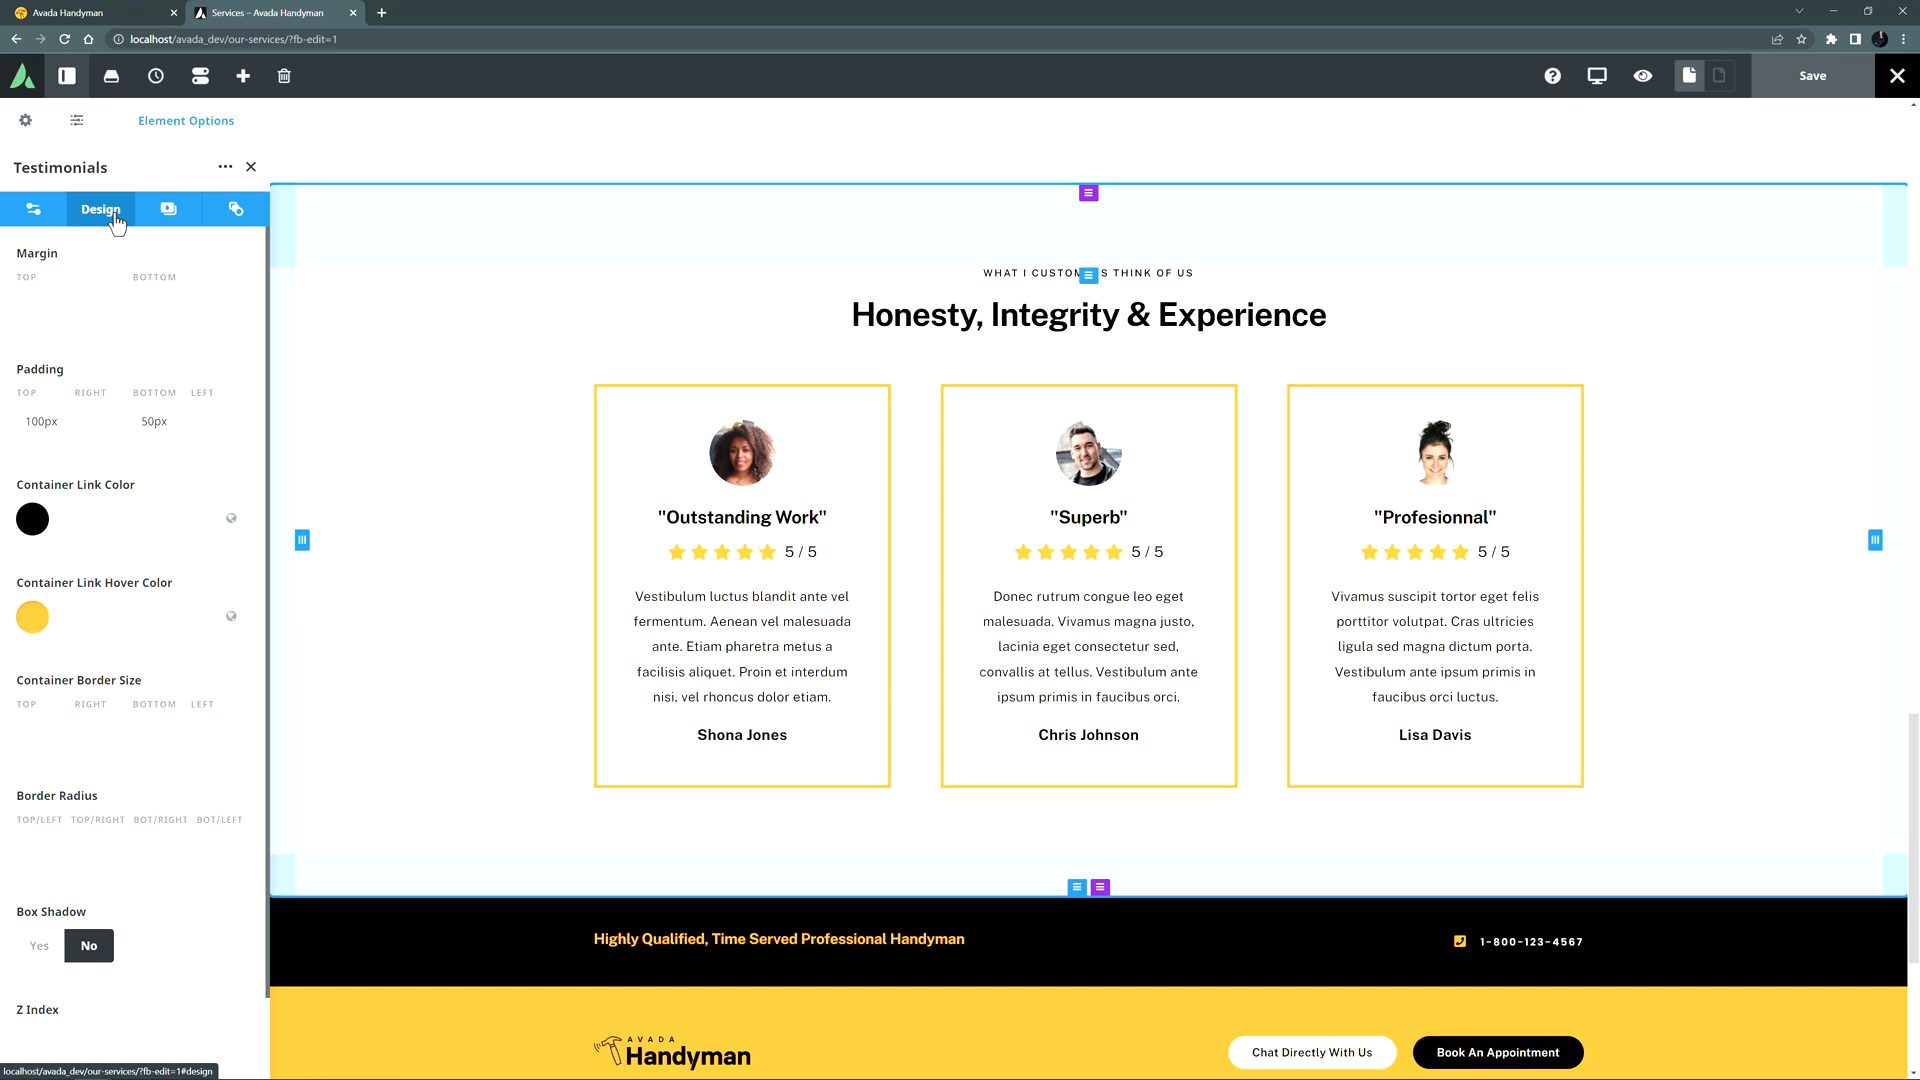 Avada Handyman
Services – Avada Handyman
localhost/avada_dev/our-services/?fb-edit=1
Save
Element Options
Testimonials
Design
Margin
TOP BOTTOM
Padding
TOP RIGHT BOTTOM LEFT
100px 50px
Container Link Color
Container Link Hover Color
Container Border Size
TOP RIGHT BOTTOM LEFT
Border Radius
TOP/LEFT TOP/RIGHT BOT/RIGHT BOT/LEFT
Box Shadow
Yes No
Z Index
localhost/avada_dev/our-services/?fb-edit=1#design
WHAT I CUSTOM S THINK OF US
Honesty, Integrity & Experience
"Outstanding Work"
5 / 5
Vestibulum luctus blandit ante vel
fermentum. Aenean vel malesuada
ante. Etiam pharetra metus a
facilisis aliquet. Proin et interdum
nisi, vel rhoncus dolor etiam.
Shona Jones
"Superb"
5 / 5
Donec rutrum congue leo eget
malesuada. Vivamus magna justo,
lacinia eget consectetur sed,
convallis at tellus. Vestibulum ante
ipsum primis in faucibus orci.
Chris Johnson
"Profesionnal"
5 / 5
Vivamus suscipit tortor eget felis
porttitor volutpat. Cras ultricies
ligula sed magna dictum porta.
Vestibulum ante ipsum primis in
faucibus orci luctus.
Lisa Davis
Highly Qualified, Time Served Professional Handyman
1-800-123-4567
AVADA
Handyman
Chat Directly With Us
Book An Appointment